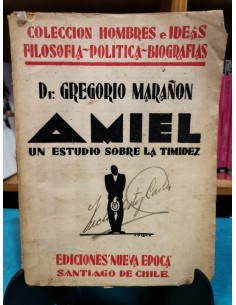 COLECCION HOMBRES e IDEAS
FILOSOFIA-POLITICA-BIOGRAFIAS
Dr. GREGORIO MARAÑON
AMIEL
UN ESTUDIO SOBRE LA TIMIDEZ
EDICIONES "NUEVA EPOCA"
SANTIAGO DE CHILE